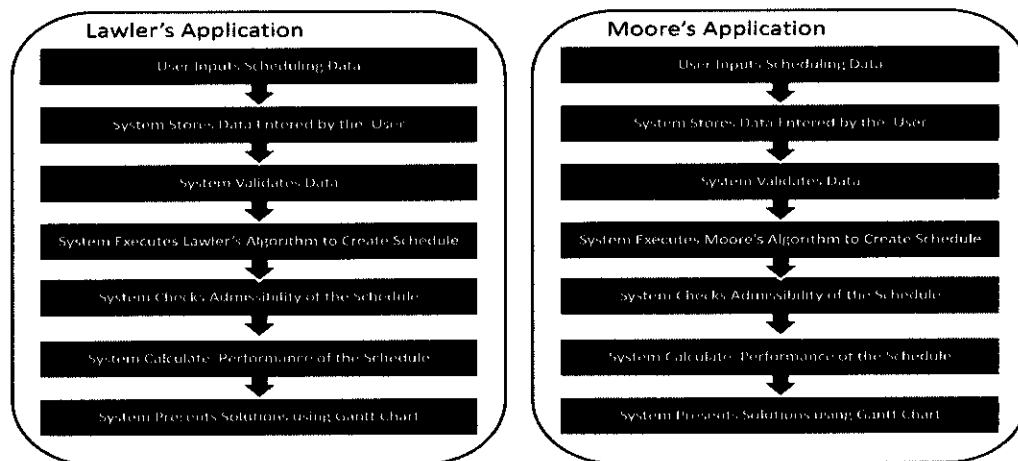 Lawler's Application
User Inputs Scheduling Data
System Stores Data Entered by the User
System Validates Data
System Executes Lawler's Algorithm to Create Schedule
System Checks Admissibility of the Schedule
System Calculate Performance of the Schedule
System Presents Solutions using Gantt Chart
Moore's Application
User Inputs Scheduling Data
System Stores Data Entered by the User
System Validates Data
System Executes Moore's Algorithm to Create Schedule
System Checks Admissibility of the Schedule
System Calculate Performance of the Schedule
System Presents Solutions using Gantt Chart